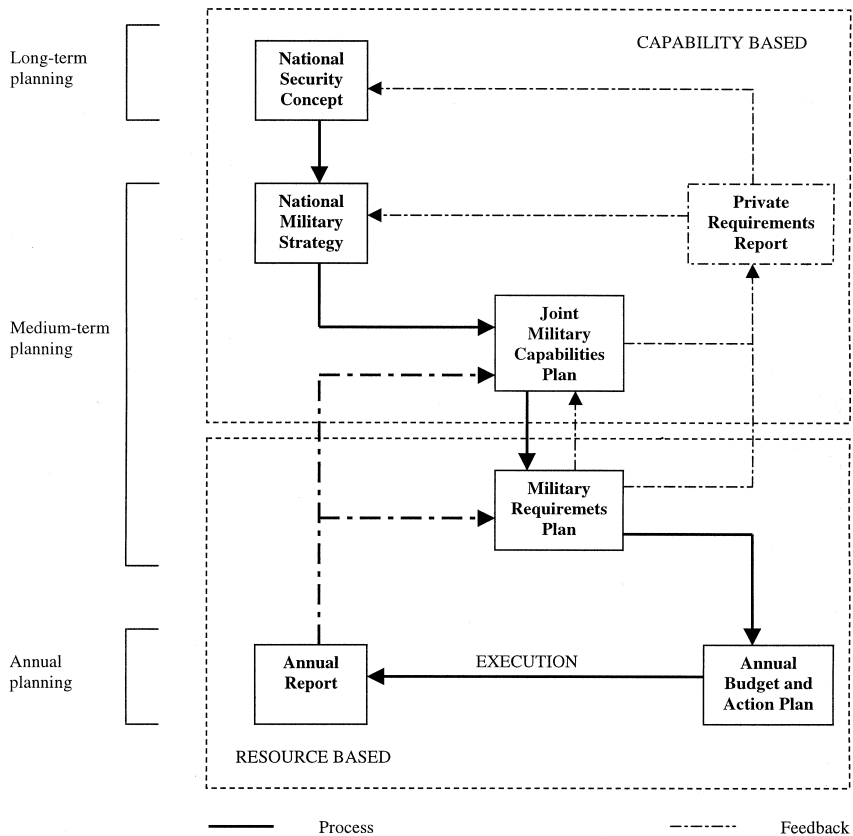 CAPABILITY BASED
Long-term
planning
National
Security
Concept
National
Military
Strategy
Private
Requirements
Report
Medium-term
planning
Joint
Military
Capabilities
Plan
Military
Requiremets
Plan
Annual
planning
Annual
Report
EXECUTION
Annual
Budget and
Action Plan
RESOURCE BASED
Process
Feedback